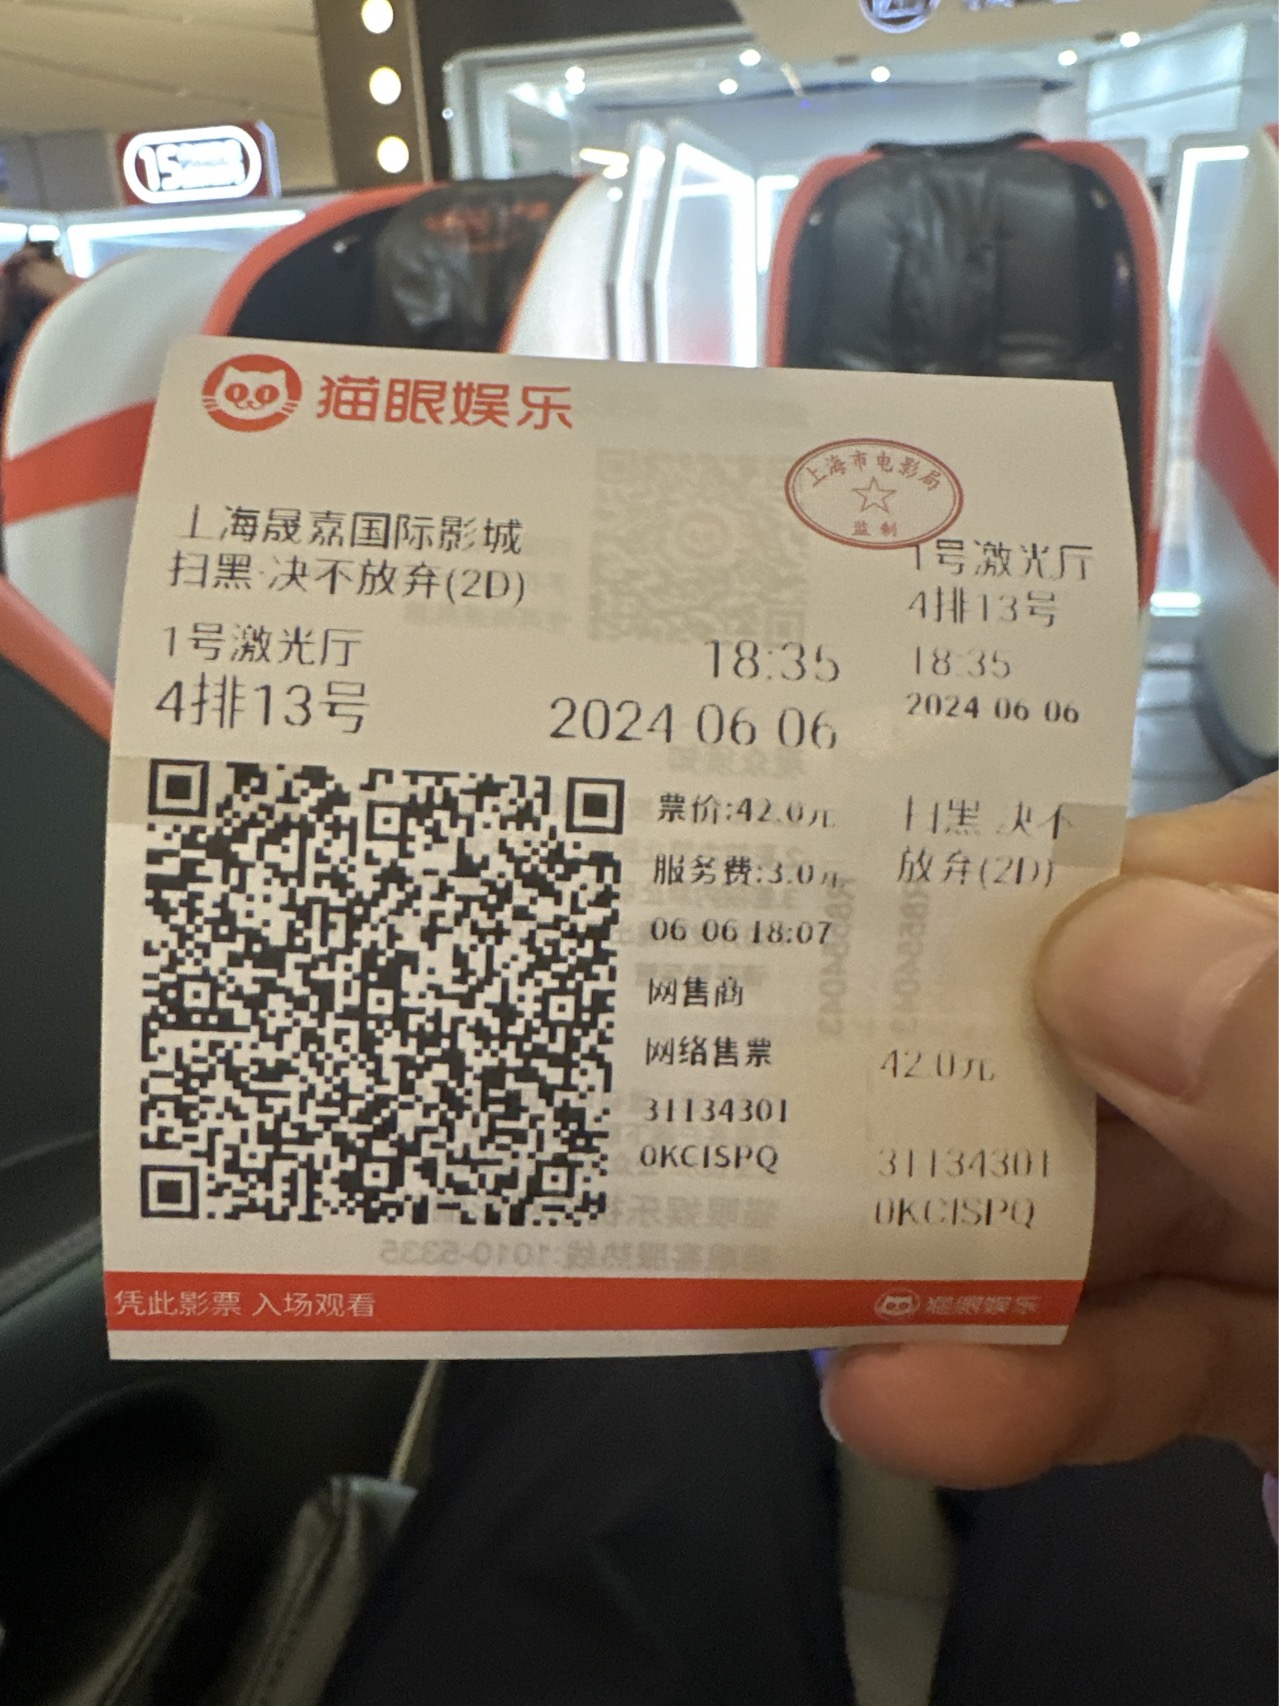 猫眼娱乐
上海市电影局
监制
上海晟嘉国际影城
扫黑·决不放弃(2D)
1号激光厅
4排13号
18:35
2024 06 06
票价:42.0元
服务费:3.0元
06 06 18:07
网售商
网络售票
31134301
0KCISPQ
1号激光厅
4排13号
18:35
2024 06 06
扫黑 决不
放弃(2D)
42.0元
31134301
0KCISPQ
凭此影票 入场观看
猫眼娱乐
15